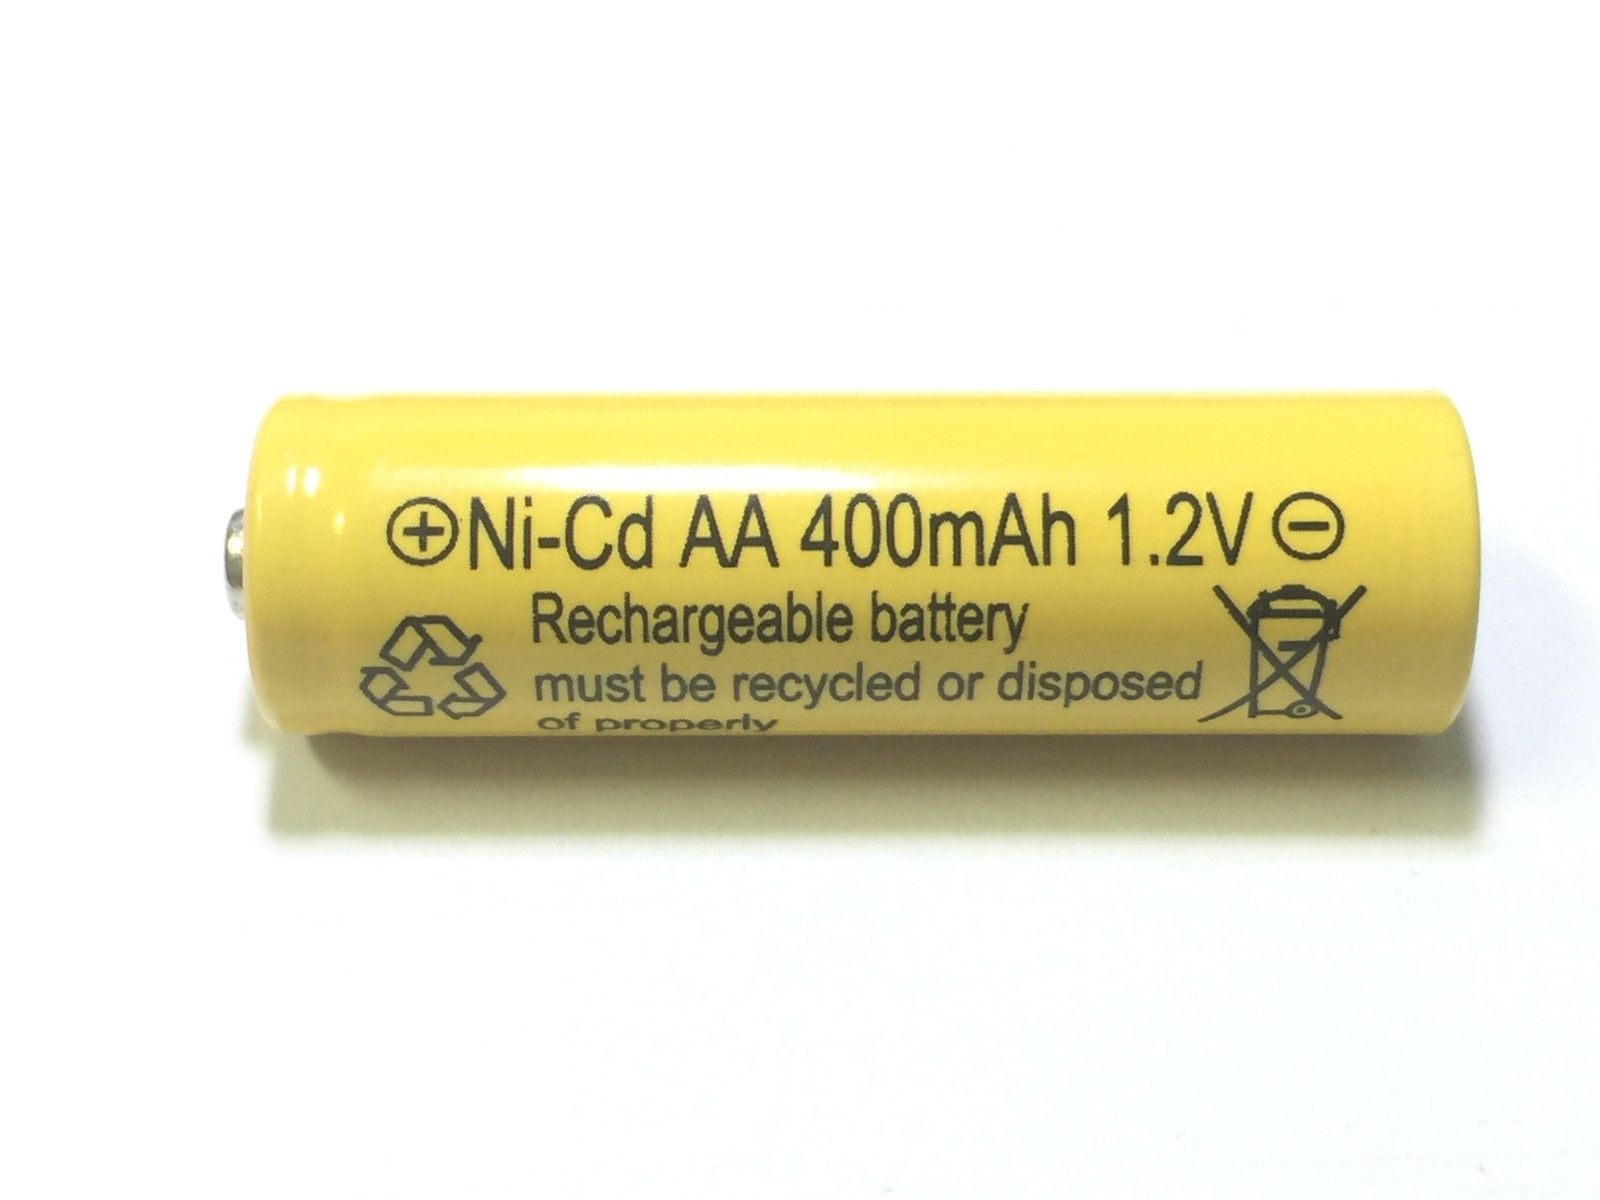 ⊕Ni-Cd AA 400mAh 1.2V⊖
Rechargeable battery
must be recycled or disposed
of properly